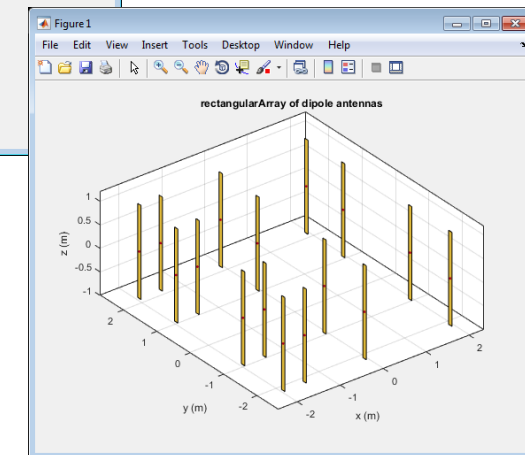 Figure 1
File Edit View Insert Tools Desktop Window Help
rectangularArray of dipole antennas
1
0.5
0
-0.5
-1
z (m)
2
1
0
-1
-2
y (m)
-2
-1
0
1
2
x (m)